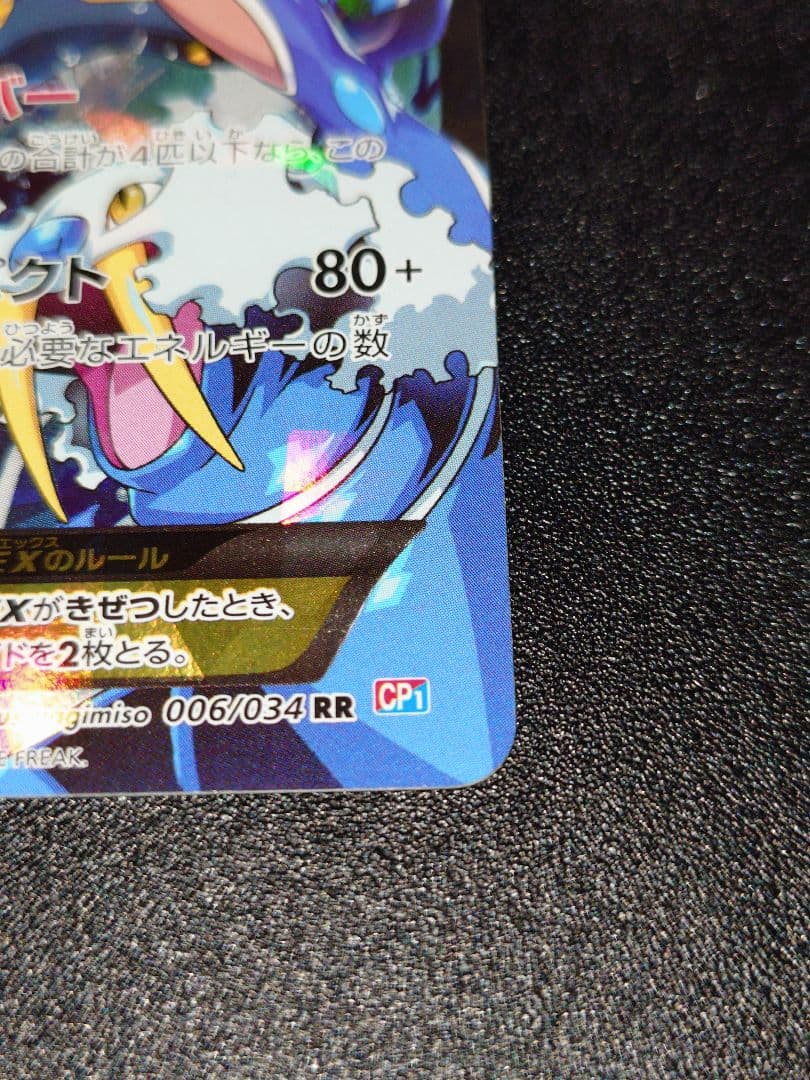 バー
の合計が4匹以下なら、この
クト 80+
必要なエネルギーの数
EXのルール
EXがきぜつしたとき、
ドを2枚とる。
agimiso 006/034 RR CP1
FREAK.